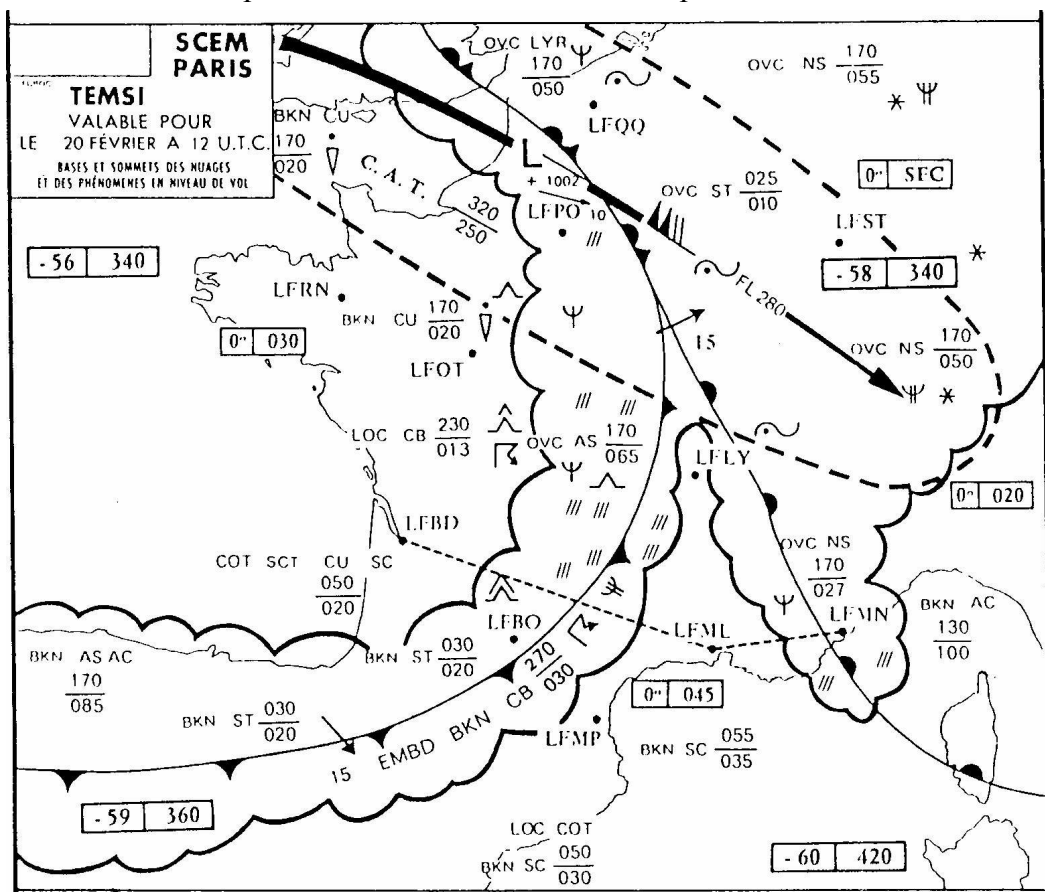 SCEM
PARIS
TEMSI
VALABLE POUR
LE 20 FÉVRIER A 12 U.T.C.
BASES ET SOMMETS DES NUAGES
ET DES PHÉNOMENES EN NIVEAU DE VOL
OVC LYR
170
050
LFQQ
OVC NS 170
055
BKN CU
170
020
C. A. T.
320
250
L
+ 1002
LFPO 10
OVC ST 025
010
0° SFC
LFST
- 56 340
- 58 340
LFRN
FL 280
BKN CU 170
020
0° 030
15
OVC NS 170
050
LFOT
LOC CB 230
013
OVC AS 170
065
LFLY
0° 020
LFBD
COT SCT CU SC
050
020
OVC NS
170
027
LFBO
LFML
LFMN
BKN AC
130
100
BKN AS AC
170
085
BKN ST 030
020
0° 045
BKN ST 030
020
15 EMBD BKN CB 270
030
LFMP
BKN SC 055
035
- 59 360
LOC COT
BKN SC 050
030
- 60 420